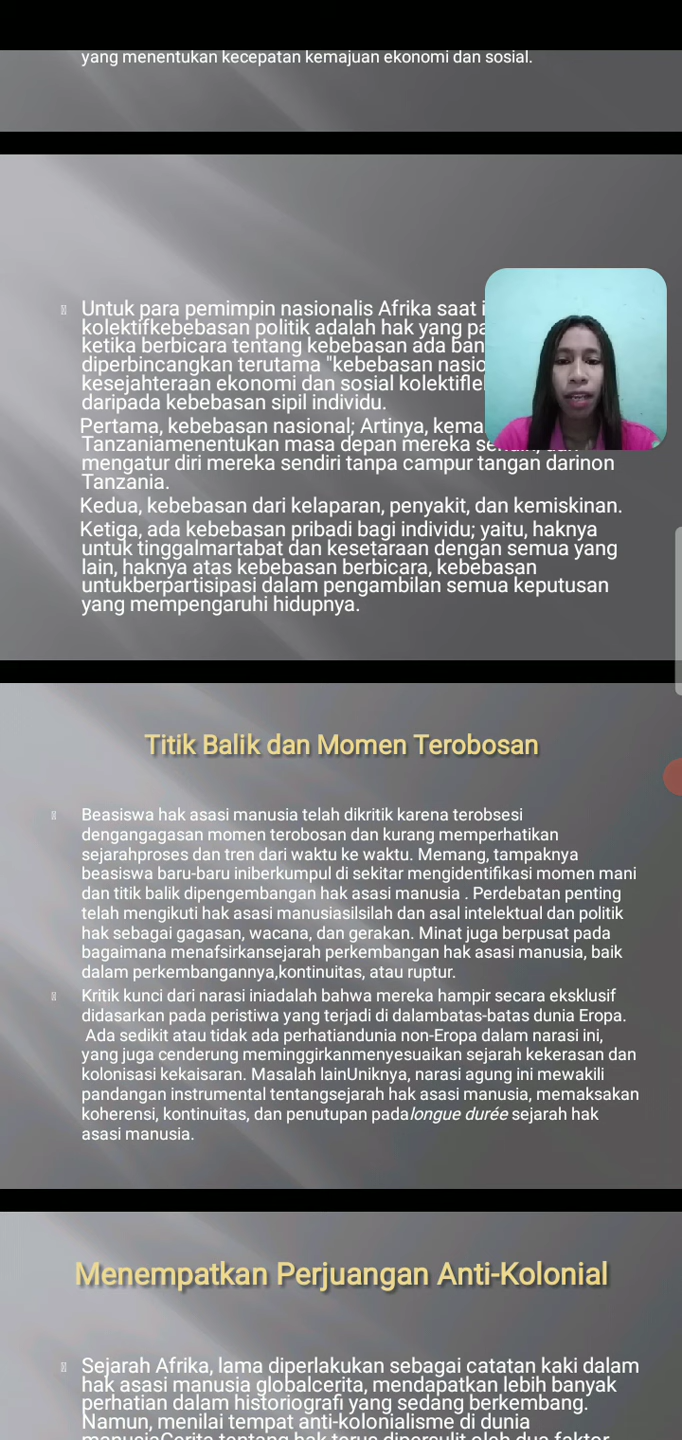 yang menentukan kecepatan kemajuan ekonomi dan sosial.
Untuk para pemimpin nasionalis Afrika saat
kolektifkebebasan politik adalah hak yang
ketika berbicara tentang kebebasan ada
diperbincangkan terutama "kebebasan
kesejahteraan ekonomi dan sosial
daripada kebebasan sipil individu.
Pertama, kebebasan nasional; Artinya,
Tanzaniamenentukan masa depan mereka
mengatur diri mereka sendiri tanpa campur tangan darinon
Tanzania.
Kedua, kebebasan dari kelaparan, penyakit, dan kemiskinan.
Ketiga, ada kebebasan pribadi bagi individu; yaitu, haknya
untuk tinggalmartabat dan kesetaraan dengan semua yang
lain, haknya atas kebebasan berbicara, kebebasan
untukberpartisipasi dalam pengambilan semua keputusan
yang mempengaruhi hidupnya.
Titik Balik dan Momen Terobosan
Beasiswa hak asasi manusia telah dikritik karena terobsesi
dengangagasan momen terobosan dan kurang memperhatikan
sejarahproses dan tren dari waktu ke waktu. Memang, tampaknya
beasiswa baru-baru iniberkumpul di sekitar mengidentifikasi momen mani
dan titik balik dipengembangan hak asasi manusia . Perdebatan penting
telah mengikuti hak asasi manusiasilsilah dan asal intelektual dan politik
hak sebagai gagasan, wacana, dan gerakan. Minat juga berpusat pada
bagaimana menafsirkansejarah perkembangan hak asasi manusia, baik
dalam perkembangannya,kontinuitas, atau ruptur.
Kritik kunci dari narasi iniadalah bahwa mereka hampir secara eksklusif
didasarkan pada peristiwa yang terjadi di dalambatas-batas dunia Eropa.
Ada sedikit atau tidak ada perhatiandunia non-Eropa dalam narasi ini,
yang juga cenderung meminggirkanmenyesuaikan sejarah kekerasan dan
kolonisasi kekaisaran. Masalah lainUniknya, narasi agung ini mewakili
pandangan instrumental tentangsejarah hak asasi manusia, memaksakan
koherensi, kontinuitas, dan penutupan padalongue durée sejarah hak
asasi manusia.
Menempatkan Perjuangan Anti-Kolonial
Sejarah Afrika, lama diperlakukan sebagai catatan kaki dalam
hak asasi manusia globalcerita, mendapatkan lebih banyak
perhatian dalam historiografi yang sedang berkembang.
Namun, menilai tempat anti-kolonialisme di dunia
manusiaCerita tentang hak terus dipersulit oleh dua faktor